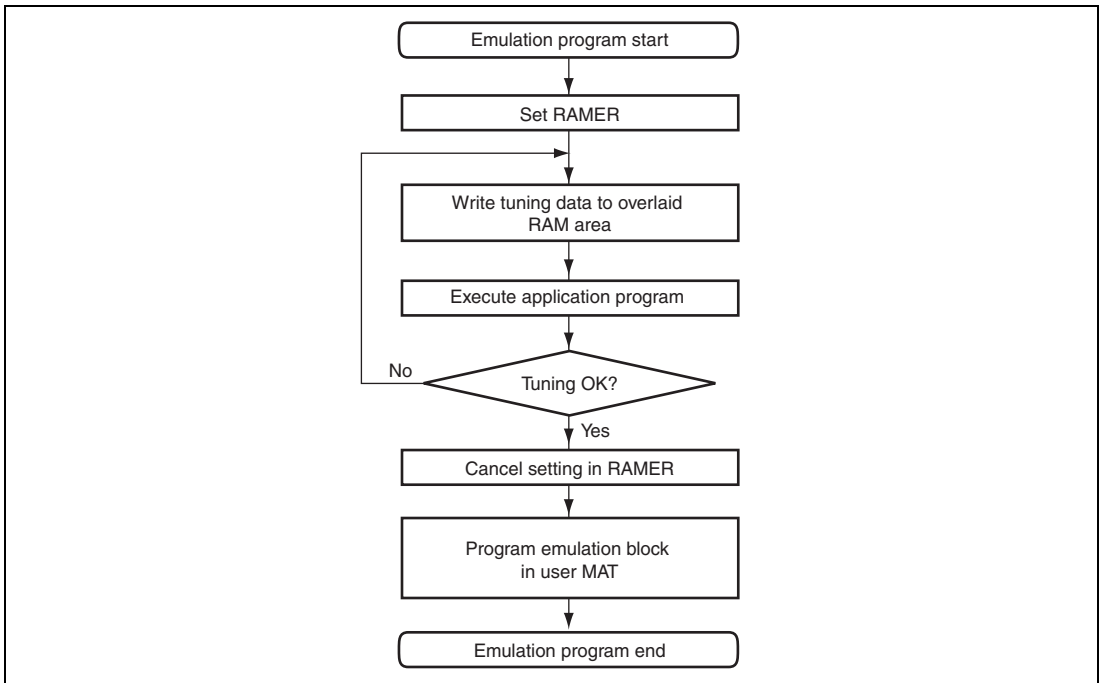 Emulation program start
Set RAMER
Write tuning data to overlaid
RAM area
Execute application program
No
Tuning OK?
Yes
Cancel setting in RAMER
Program emulation block
in user MAT
Emulation program end